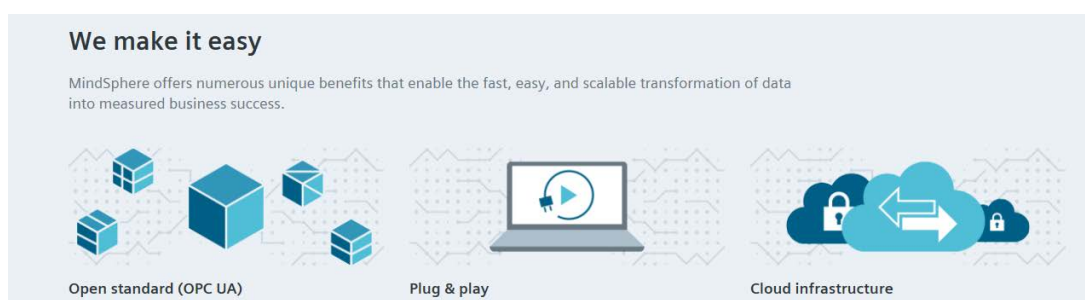 We make it easy
MindSphere offers numerous unique benefits that enable the fast, easy, and scalable transformation of data
into measured business success.
Open standard (OPC UA)
Plug & play
Cloud infrastructure